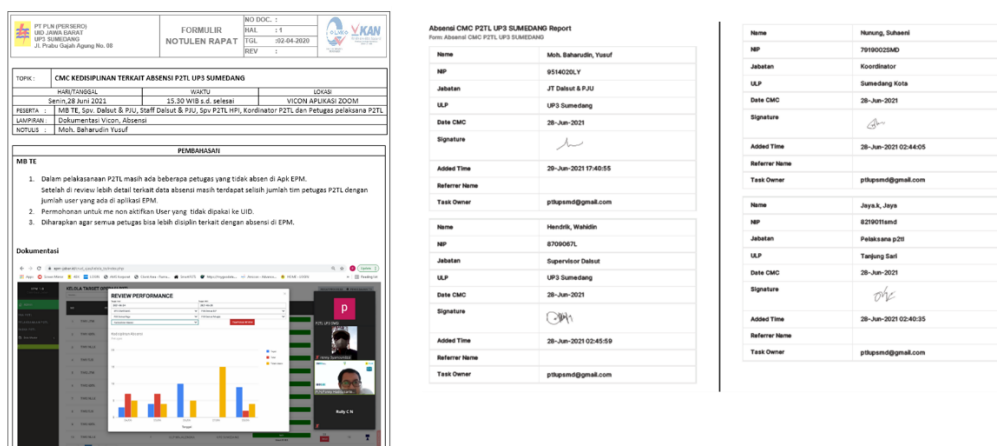 PT PLN (PERSERO)
UID JAWA BARAT
UP3 SUMEDANG
Jl. Prabu Gajah Agung No. 08
FORMULIR
NOTULEN RAPAT
NO DOC. :
HAL : 1
TGL :02-04-2020
REV :
KAN
TOPIK : CMC KEDISIPLINAN TERKAIT ABSENSI P2TL UP3 SUMEDANG
HARI/TANGGAL WAKTU LOKASI
Senin,28 Juni 2021 15.30 WIB s.d. selesai VICON APLIKASI ZOOM
PESERTA : MB TE, Spv. Dalsut & PJU, Staff Dalsut & PJU, Spv P2TL HPI, Kordinator P2TL dan Petugas pelaksana P2TL
LAMPIRAN : Dokumentasi Vicon, Absensi
NOTULIS : Moh. Baharudin Yusuf
PEMBAHASAN
MB TE
1. Dalam pelaksanaan P2TL masih ada beberapa petugas yang tidak absen di Apk EPM.
Setelah di review lebih detail terkait data absensi masih terdapat selisih jumlah tim petugas P2TL dengan
jumlah user yang ada di aplikasi EPM.
2. Permohonan untuk me non aktifkan User yang tidak dipakai ke UID.
3. Diharapkan agar semua petugas bisa lebih disiplin terkait dengan absensi di EPM.
Dokumentasi
REVIEW PERFORMANCE
P
Rully C N
Absensi CMC P2TL UP3 SUMEDANG Report
Form Absensi CMC P2TL UP3 SUMEDANG
Name Moh. Baharudin, Yusuf
NIP 9514020LY
Jabatan JT Dalsut & PJU
ULP UP3 Sumedang
Date CMC 28-Jun-2021
Signature
Added Time 29-Jun-2021 17:40:55
Referrer Name
Task Owner ptlupsmd@gmail.com
Name Hendrik, Wahidin
NIP 8709067L
Jabatan Supervisor Dalsut
ULP UP3 Sumedang
Date CMC 28-Jun-2021
Signature
Added Time 28-Jun-2021 02:45:59
Referrer Name
Task Owner ptlupsmd@gmail.com
Name Nunung, Suhaeni
NIP 7919002SMD
Jabatan Koordinator
ULP Sumedang Kota
Date CMC 28-Jun-2021
Signature
Added Time 28-Jun-2021 02:44:05
Referrer Name
Task Owner ptlupsmd@gmail.com
Name Jaya.k, Jaya
NIP 8219011smd
Jabatan Pelaksana p2tl
ULP Tanjung Sari
Date CMC 28-Jun-2021
Signature
Added Time 28-Jun-2021 02:40:35
Referrer Name
Task Owner ptlupsmd@gmail.com